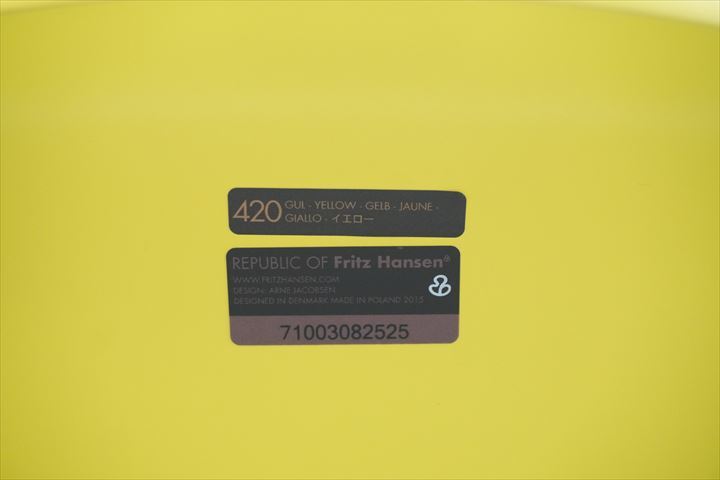 420 GUL - YELLOW - GELB - JAUNE -
GIALLO - イエロー
REPUBLIC OF Fritz Hansen®
WWW.FRITZHANSEN.COM
DESIGN: ARNE JACOBSEN
DESIGNED IN DENMARK MADE IN POLAND 2015
71003082525